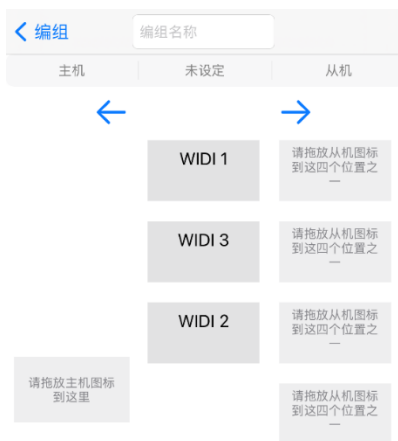 编组
编组名称
主机
未设定
从机
WIDI 1
请拖放从机图标
到这四个位置之
一
WIDI 3
请拖放从机图标
到这四个位置之
一
WIDI 2
请拖放从机图标
到这四个位置之
一
请拖放主机图标
到这里
请拖放从机图标
到这四个位置之
一